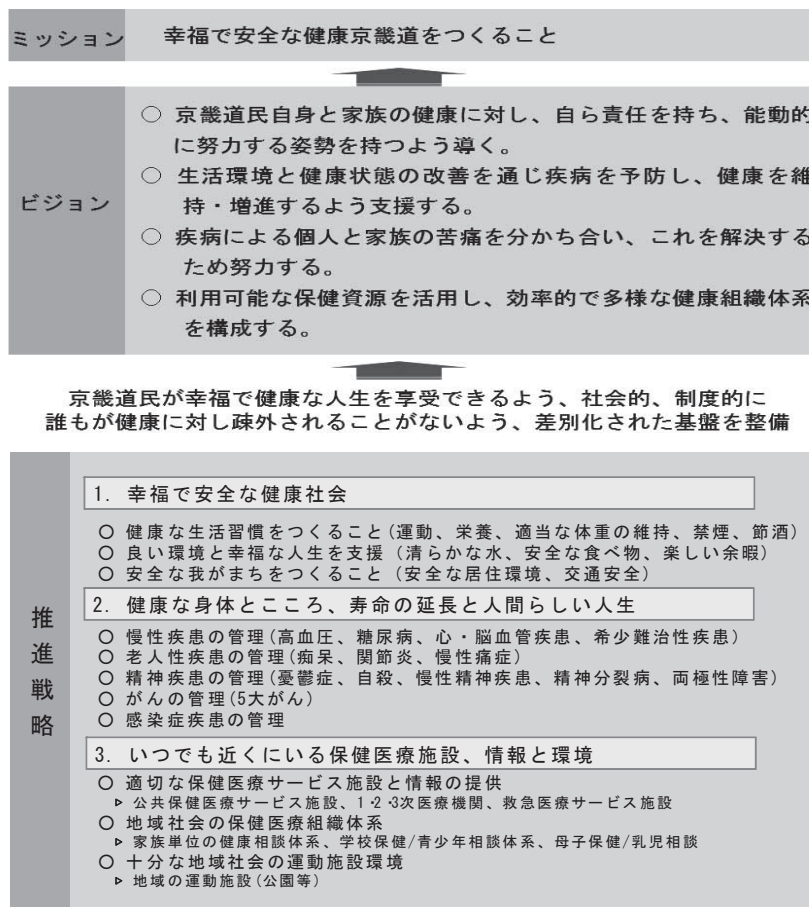 ミッション
幸福で安全な健康京畿道をつくること
ビジョン
○ 京畿道民自身と家族の健康に対し、自ら責任を持ち、能動的
に努力する姿勢を持つよう導く。
○ 生活環境と健康状態の改善を通じ疾病を予防し、健康を維
持・増進するよう支援する。
○ 疾病による個人と家族の苦痛を分かち合い、これを解決する
ため努力する。
○ 利用可能な保健資源を活用し、効率的で多様な健康組織体系
を構成する。
京畿道民が幸福で健康な人生を享受できるよう、社会的、制度的に
誰もが健康に対し疎外されることがないよう、差別化された基盤を整備
推進戦略
1. 幸福で安全な健康社会
○ 健康な生活習慣をつくること(運動、栄養、適当な体重の維持、禁煙、節酒)
○ 良い環境と幸福な人生を支援(清らかな水、安全な食べ物、楽しい余暇)
○ 安全な我がまちをつくること(安全な居住環境、交通安全)
2. 健康な身体とこころ、寿命の延長と人間らしい人生
○ 慢性疾患の管理(高血圧、糖尿病、心・脳血管疾患、希少難治性疾患)
○ 老人性疾患の管理(痴呆、関節炎、慢性痛症)
○ 精神疾患の管理(憂鬱症、自殺、慢性精神疾患、精神分裂病、両極性障害)
○ がんの管理(5大がん)
○ 感染症疾患の管理
3. いつでも近くにいる保健医療施設、情報と環境
○ 適切な保健医療サービス施設と情報の提供
▷ 公共保健医療サービス施設、1·2·3次医療機関、救急医療サービス施設
○ 地域社会の保健医療組織体系
▷ 家族単位の健康相談体系、学校保健/青少年相談体系、母子保健/乳児相談
○ 十分な地域社会の運動施設環境
▷ 地域の運動施設(公園等)